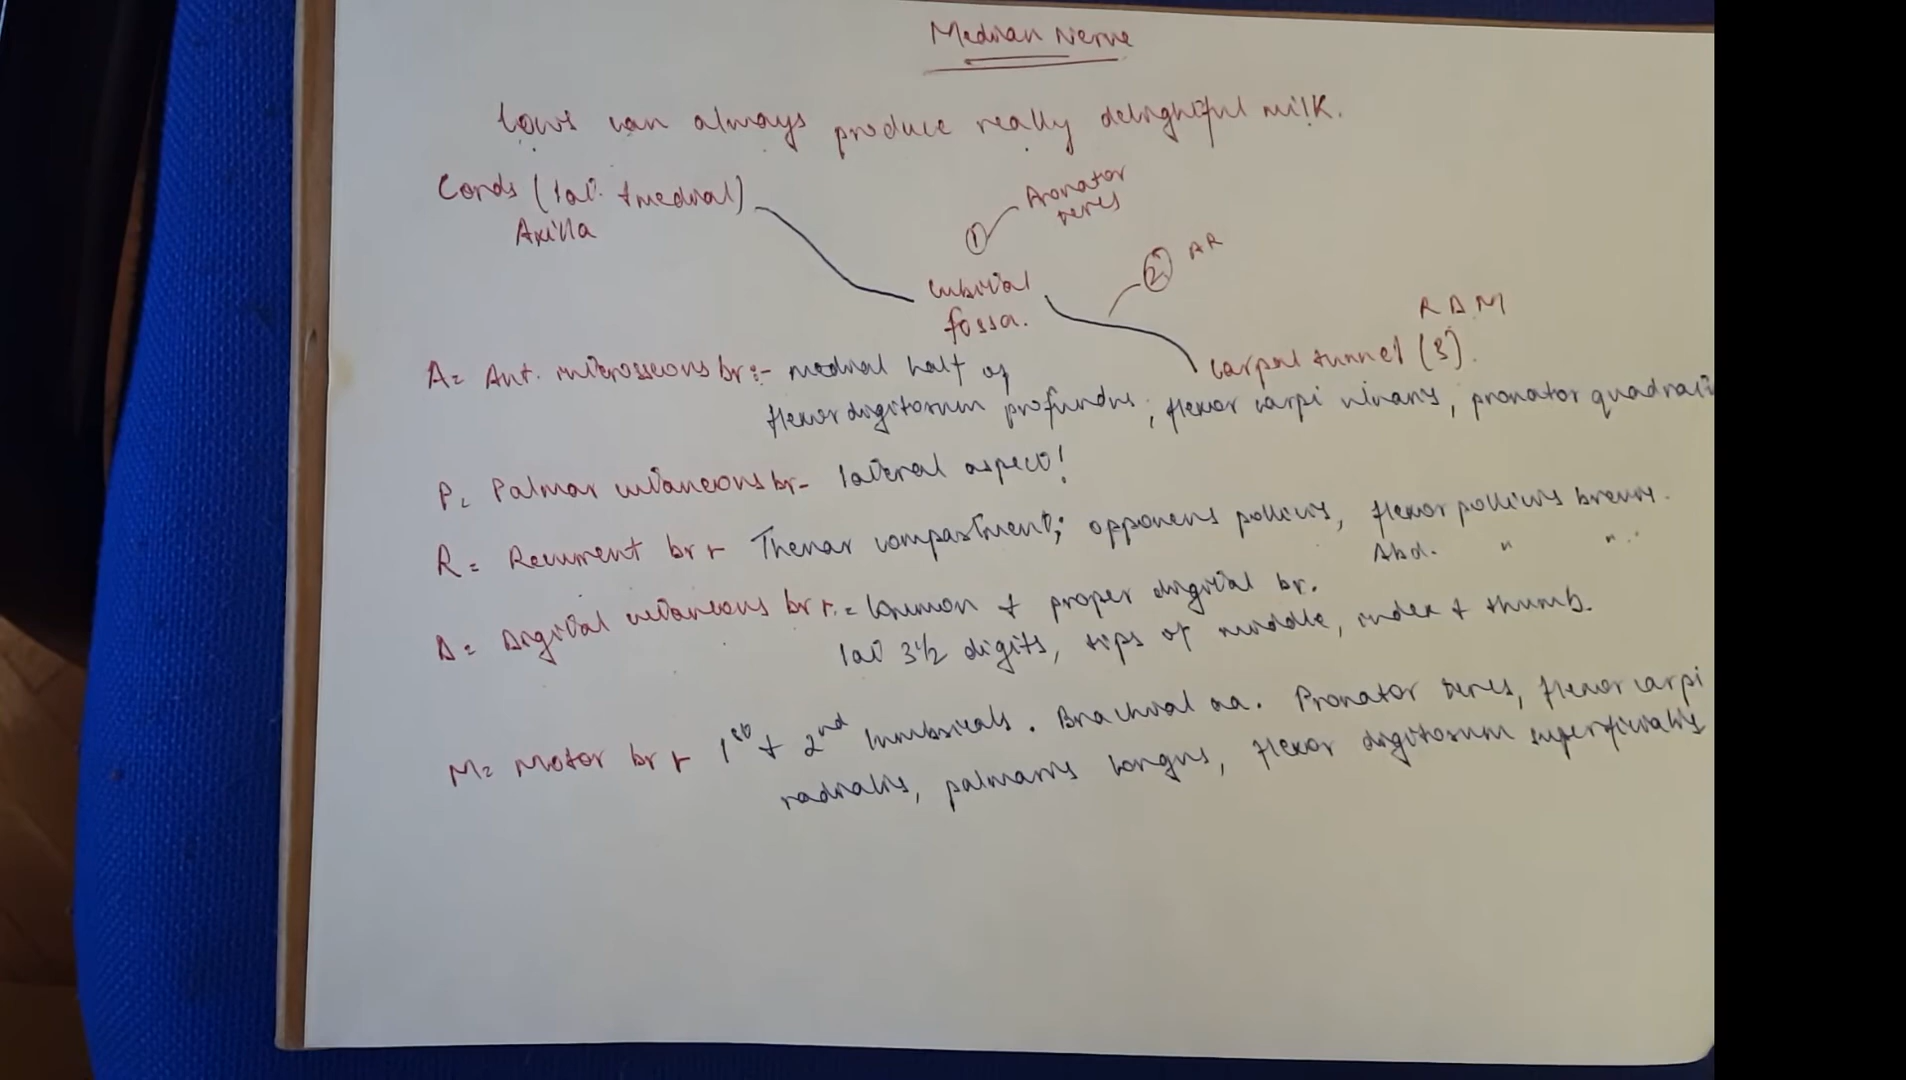 Median Nerve
Cows can always produce really delightful milk.
Cords (lat. + medial)
Axilla
① Pronator
teres
② AR
Cubital
fossa.
RDM
Carpal tunnel (3).
A= Ant. interosseous br:- medial half of
flexor digitorum profundus, flexor carpi ulnaris, pronator quadrat
P= Palmar cutaneous br- lateral aspect!
R= Recurrent br Thenar compartment; opponens pollicis, flexor pollicis brevis.
Abd. " "
D= Digital cutaneous br = Common + proper digital br.
lat 3½ digits, tips of middle, index + thumb.
M= Motor br 1st + 2nd lumbricals. Brachial aa. Pronator teres, flexor carpi
radialis, palmaris longus, flexor digitorum superficialis